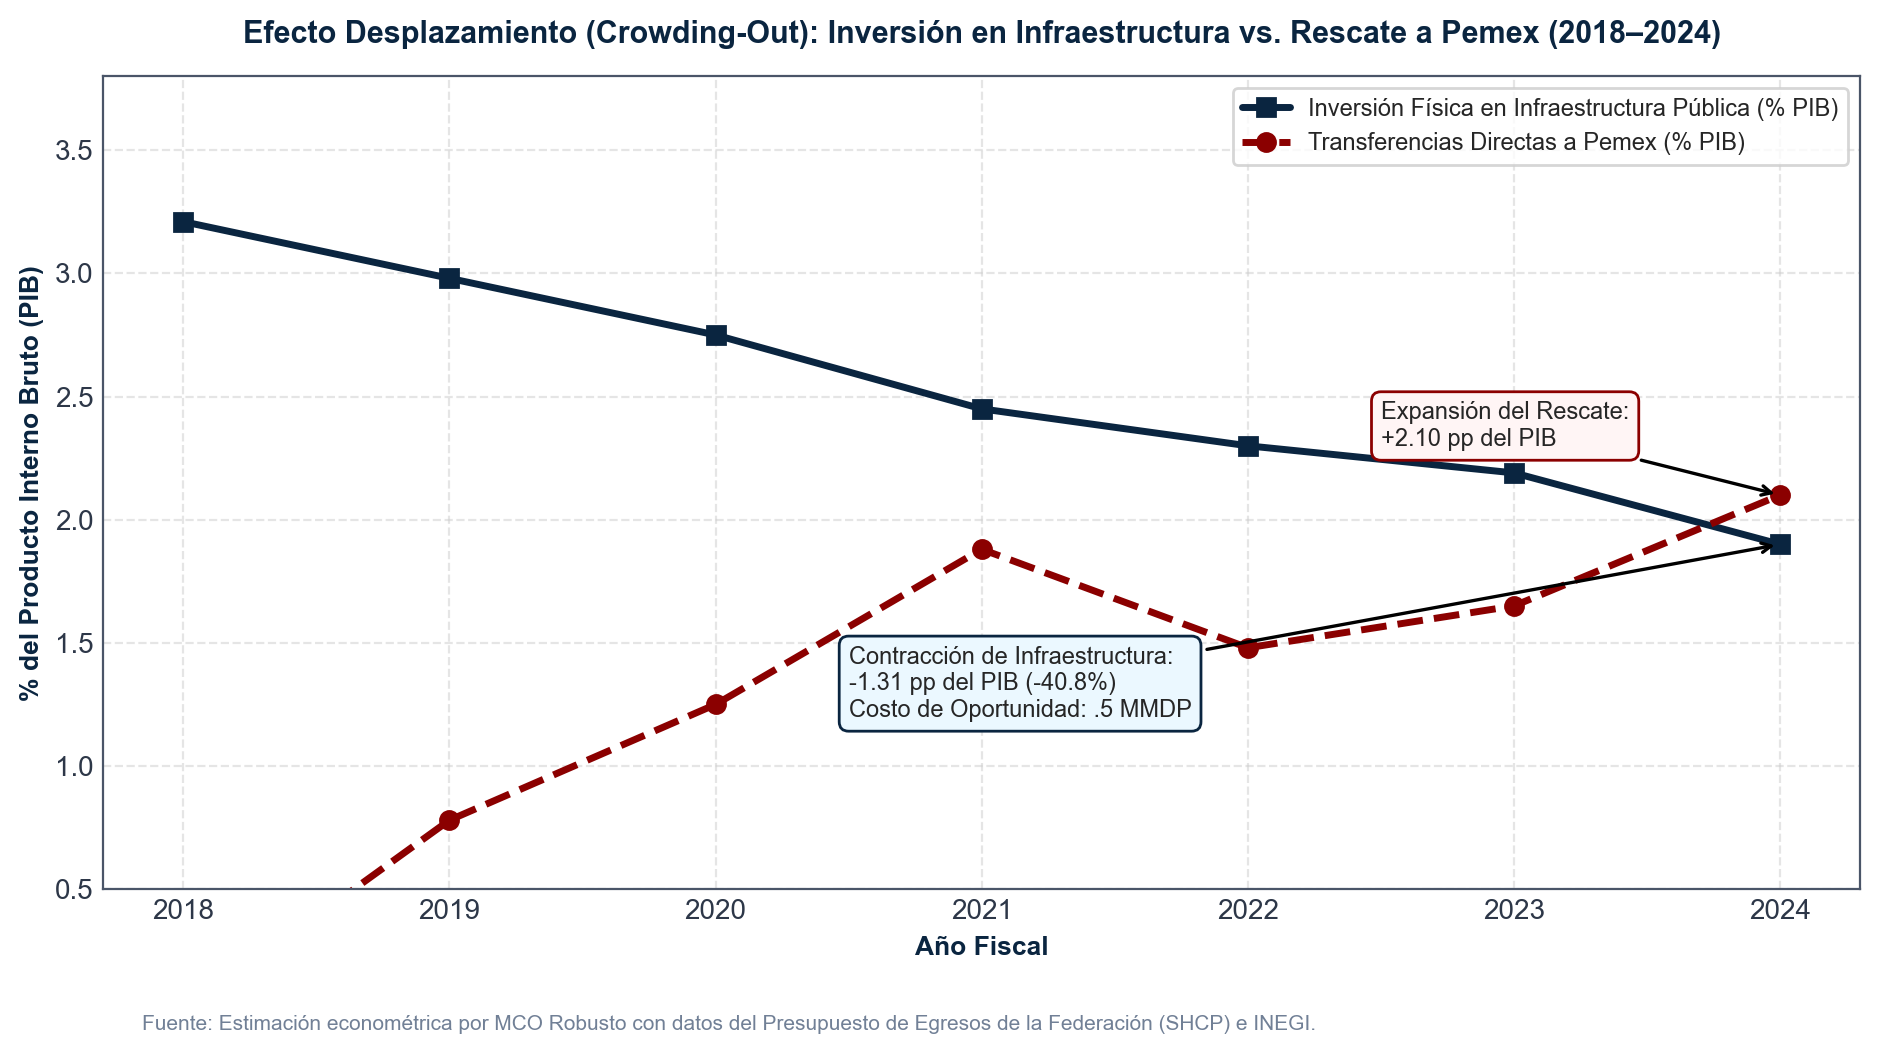 Efecto Desplazamiento (Crowding-Out): Inversión en Infraestructura vs. Rescate a Pemex (2018–2024)
Inversión Física en Infraestructura Pública (% PIB)
Transferencias Directas a Pemex (% PIB)
% del Producto Interno Bruto (PIB)
3.5
3.0
2.5
2.0
1.5
1.0
0.5
Expansión del Rescate:
+2.10 pp del PIB
Contracción de Infraestructura:
-1.31 pp del PIB (-40.8%)
Costo de Oportunidad: .5 MMDP
2018 2019 2020 2021 2022 2023 2024
Año Fiscal
Fuente: Estimación econométrica por MCO Robusto con datos del Presupuesto de Egresos de la Federación (SHCP) e INEGI.